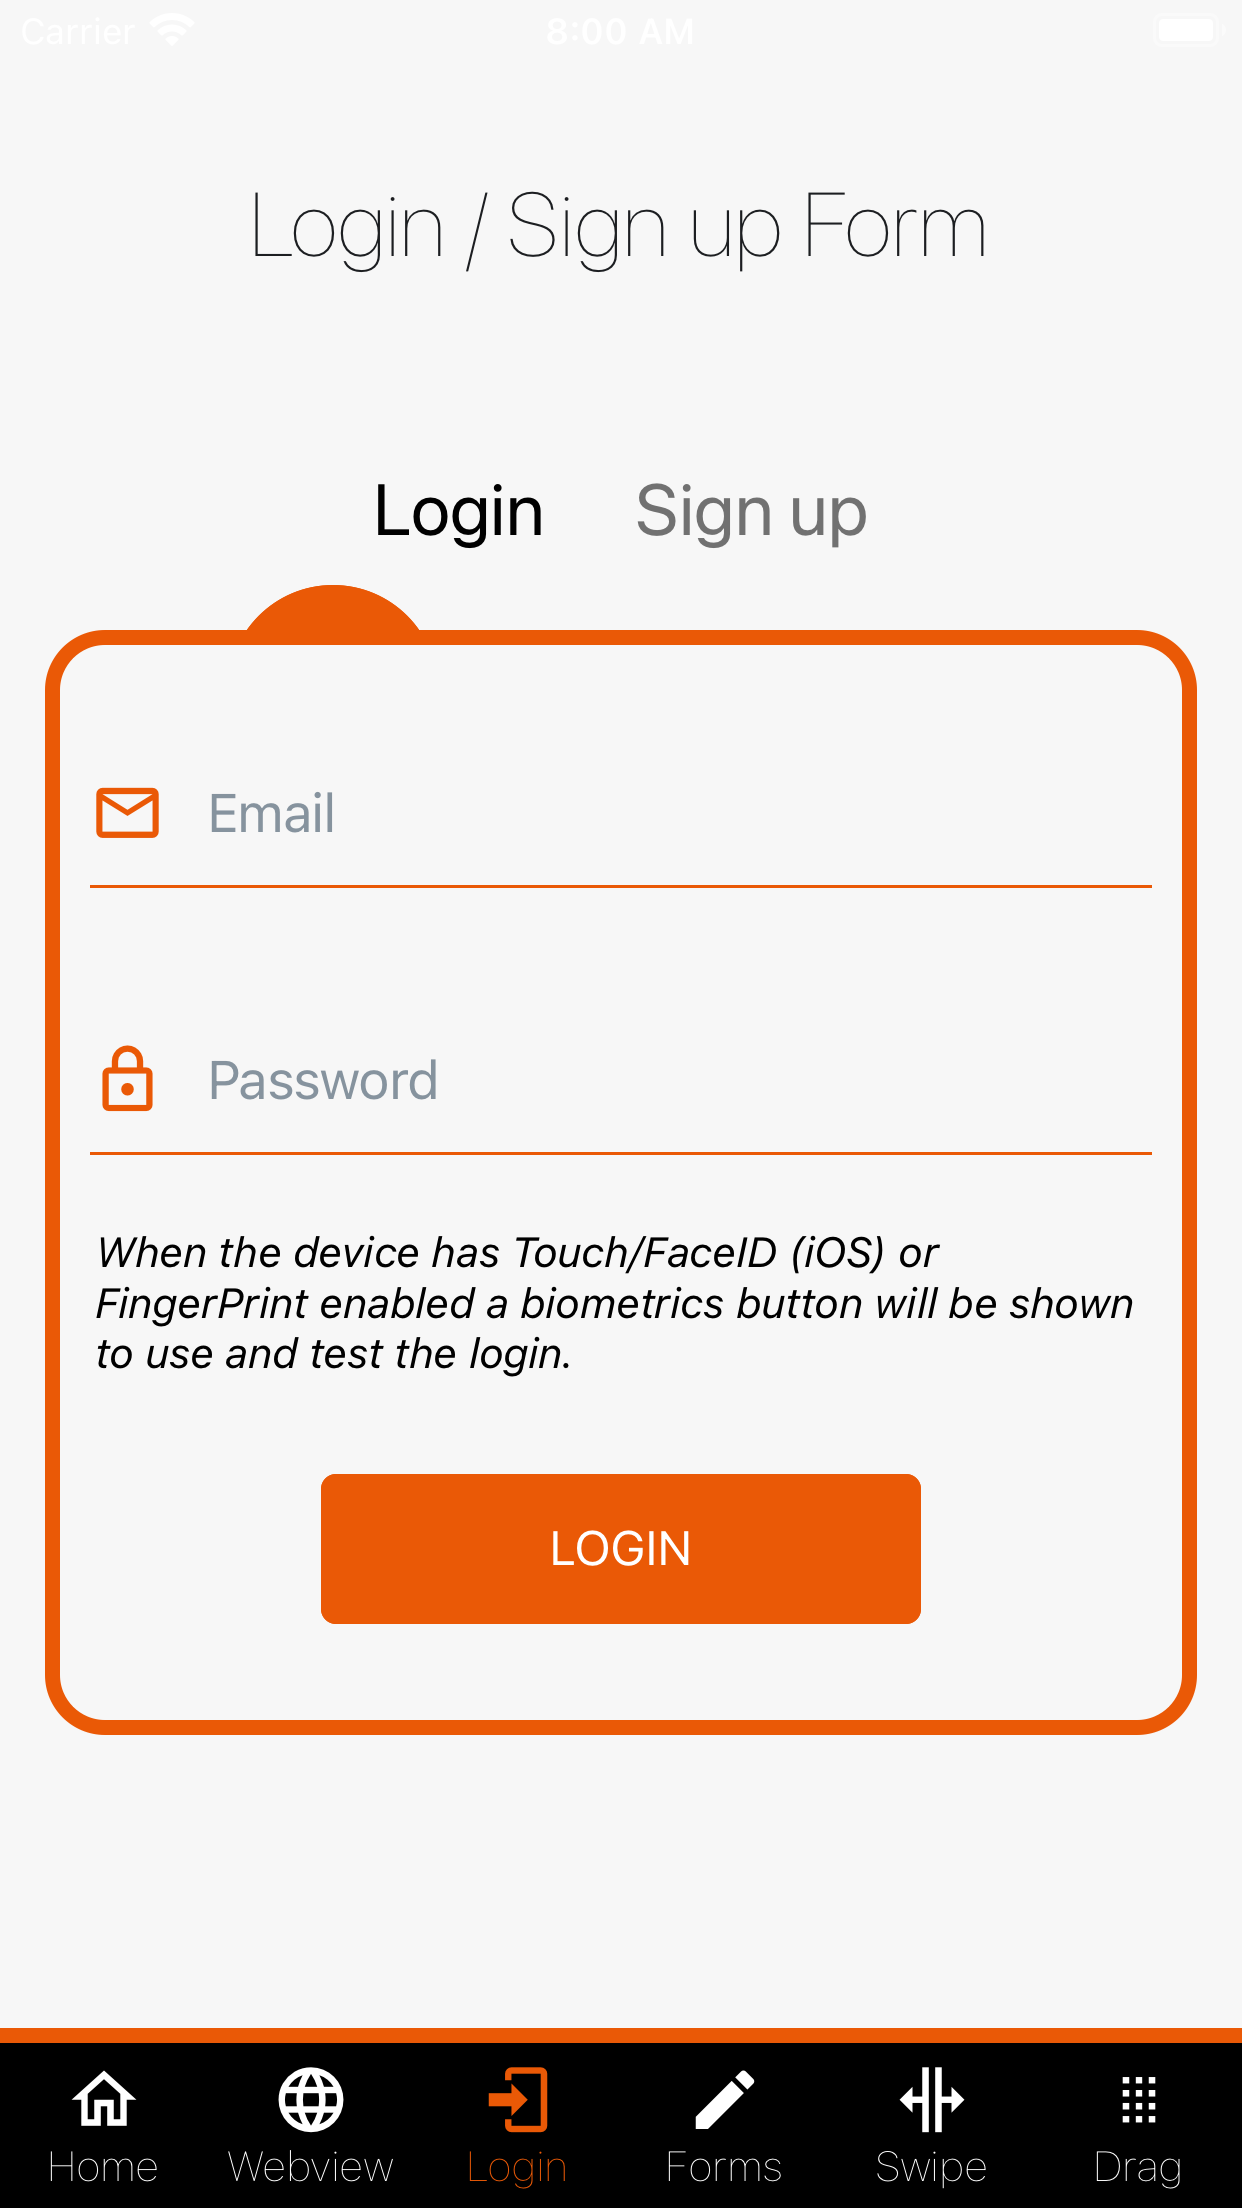 Carrier 8:00 AM
Login / Sign up Form
Login Sign up
Email
Password
When the device has Touch/FaceID (iOS) or
FingerPrint enabled a biometrics button will be shown
to use and test the login.
LOGIN
Home Webview Login Forms Swipe Drag